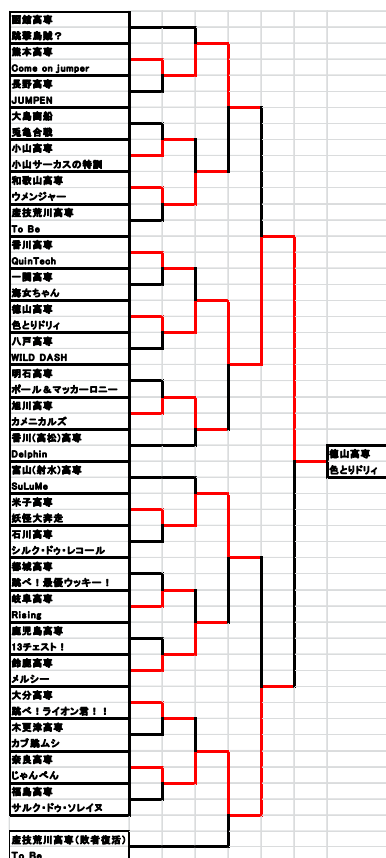 函館高専
跳擎烏賊?
熊本高専
Come on jumper
長野高専
JUMPEN
大島商船
兎亀合戦
小山高専
小山サーカスの特訓
和歌山高専
ウメンジャー
産技荒川高専
To Be
香川高専
QuinTech
一関高専
海女ちゃん
徳山高専
色とりドリィ
八戸高専
WILD DASH
明石高専
ポール&マッカーロニー
旭川高専
カメニカルズ
香川(高松)高専
Delphin
富山(射水)高専
SuLuMe
米子高専
妖怪大奔走
石川高専
シルク・ドゥ・レコール
都城高専
跳べ!最優ウッキー!
岐阜高専
Rising
鹿児島高専
13チェスト!
鈴鹿高専
メルシー
大分高専
跳べ!ライオン君!!
木更津高専
カブ跳ムシ
奈良高専
じゃんぺん
福島高専
サルク・ドゥ・ソレイヌ
産技荒川高専(敗者復活)
To Be
徳山高専
色とりドリィ